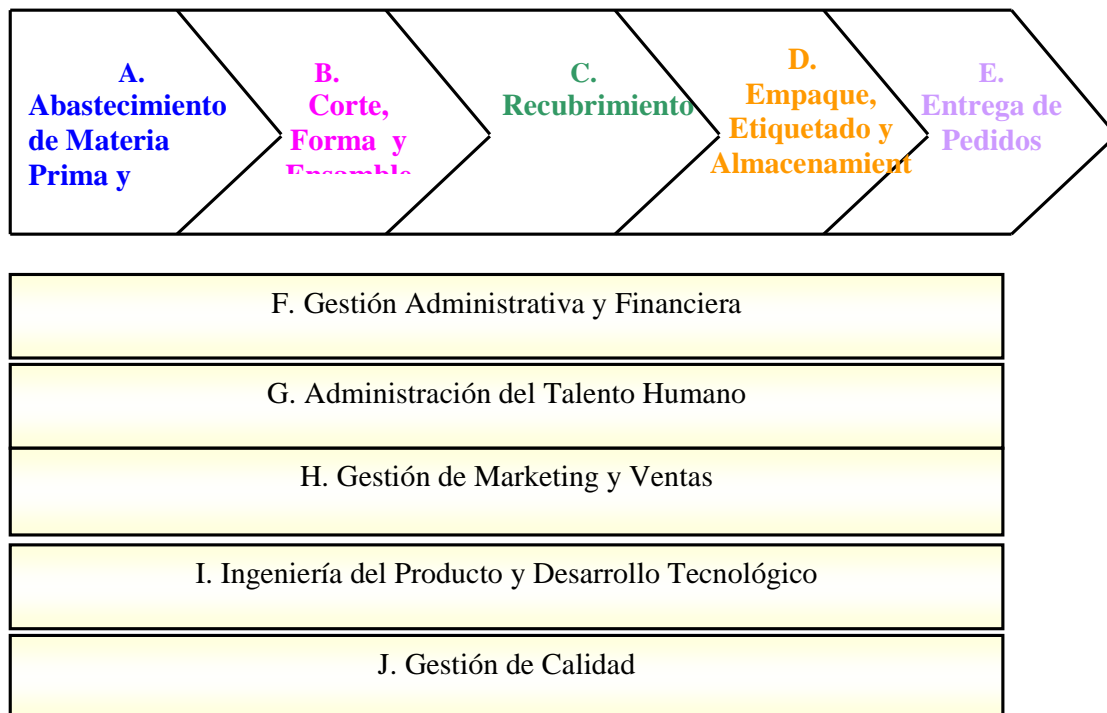 A.
Abastecimiento
de Materia
Prima y
B.
Corte,
Forma y
Ensamble
C.
Recubrimiento
D.
Empaque,
Etiquetado y
Almacenamient
E.
Entrega de
Pedidos
F. Gestión Administrativa y Financiera
G. Administración del Talento Humano
H. Gestión de Marketing y Ventas
I. Ingeniería del Producto y Desarrollo Tecnológico
J. Gestión de Calidad